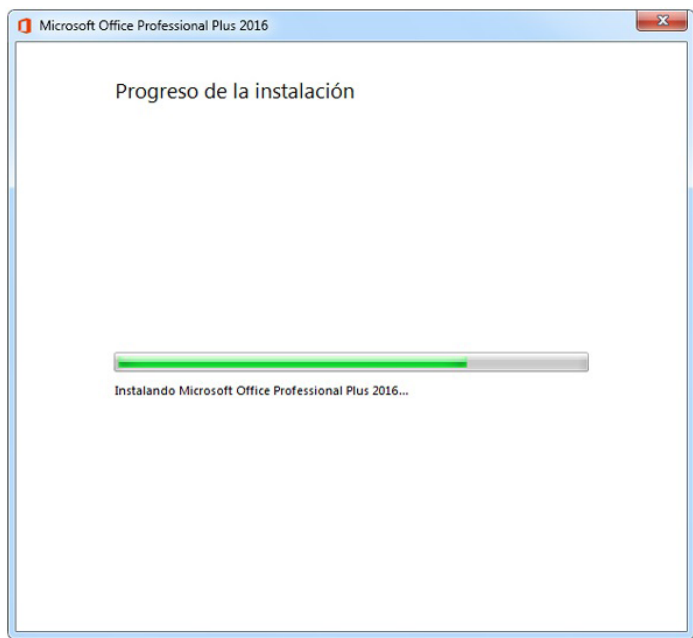 Microsoft Office Professional Plus 2016
Progreso de la instalación
Instalando Microsoft Office Professional Plus 2016...